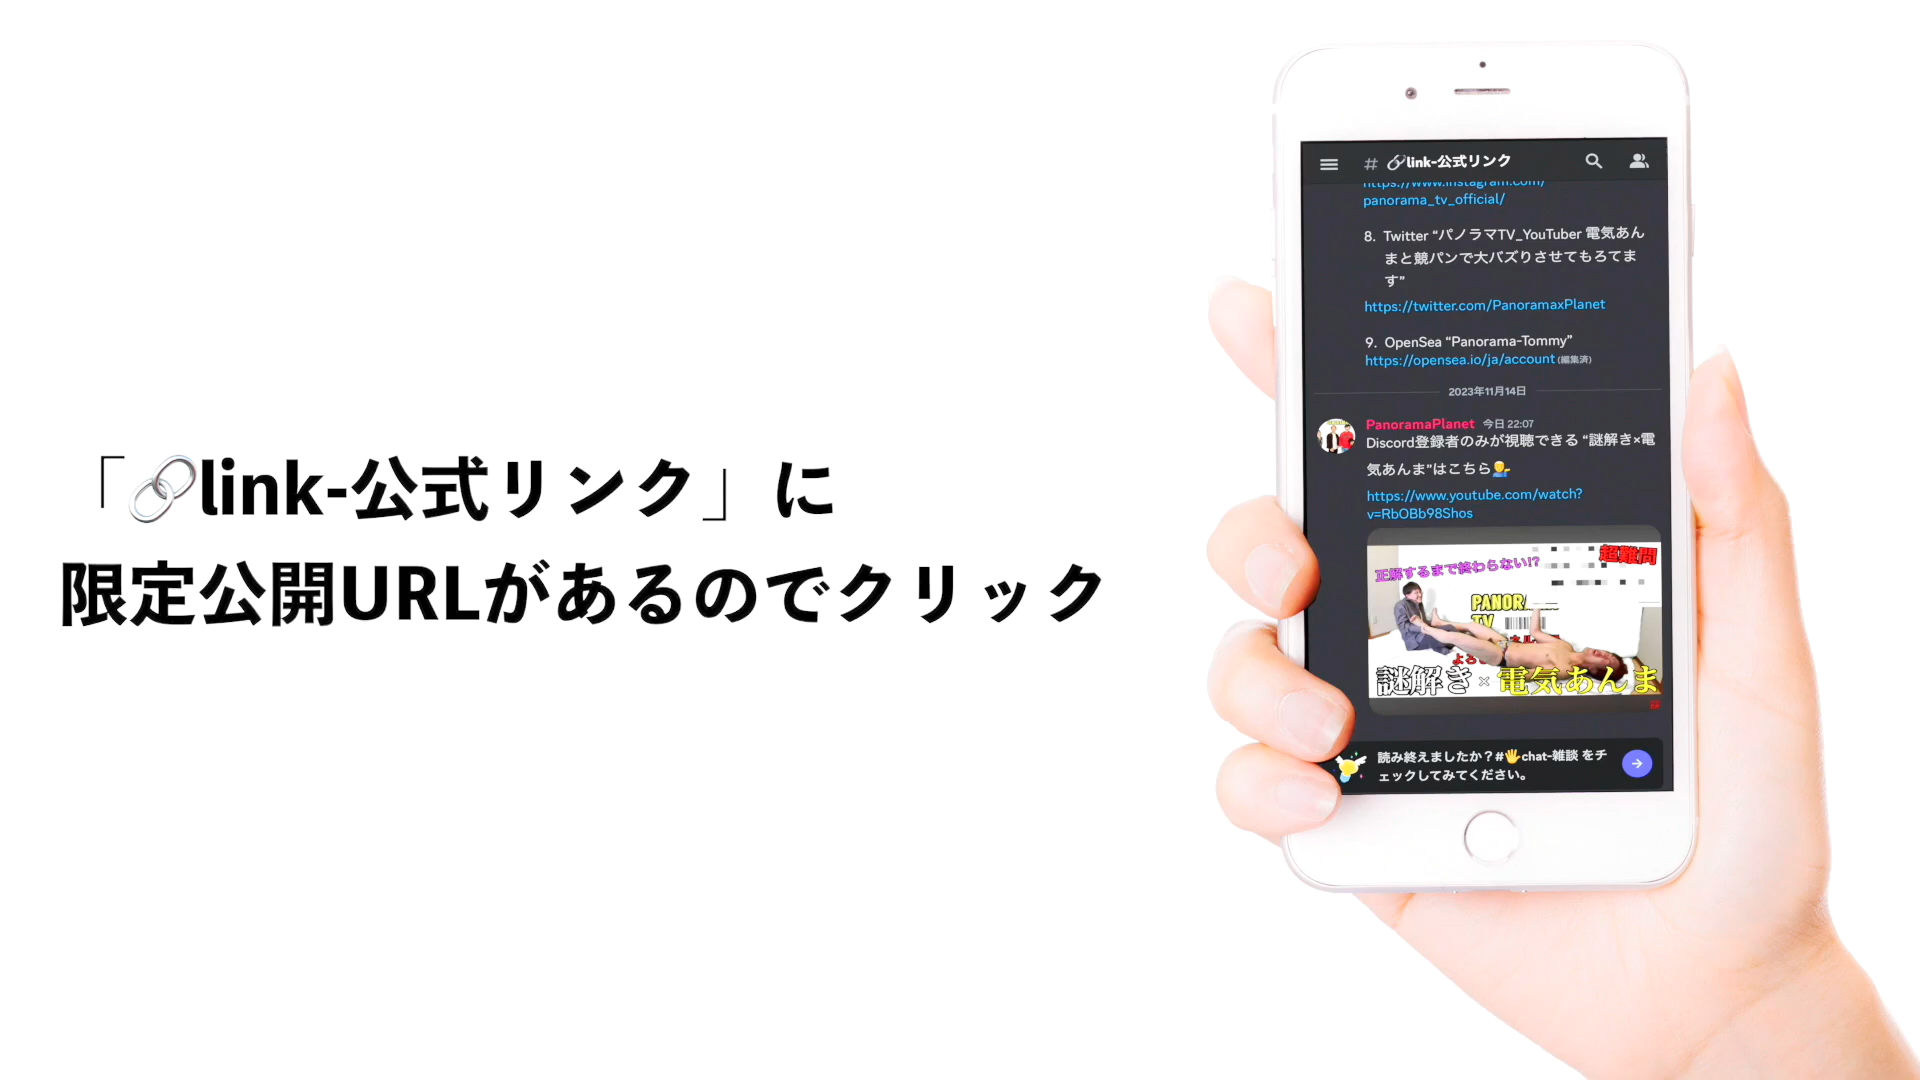 「🔗link-公式リンク」に
限定公開URLがあるのでクリック
# 🔗link-公式リンク
https://www.instagram.com/
panorama_tv_official/
8. Twitter “パノラマTV_YouTuber 電気あん
まと競パンで大バズりさせてもろてま
す”
https://twitter.com/PanoramaxPlanet
9. OpenSea “Panorama-Tommy”
https://opensea.io/ja/account (編集済)
2023年11月14日
PanoramaPlanet 今日 22:07
Discord登録者のみが視聴できる “謎解き×電
気あんま”はこちら💁‍♂️
https://www.youtube.com/watch?
v=RbOBb98Shos
正解するまで終わらない!?
超難問
TV
謎解き×電気あんま
読み終えましたか？#🖐chat-雑談 をチ
ェックしてみてください。